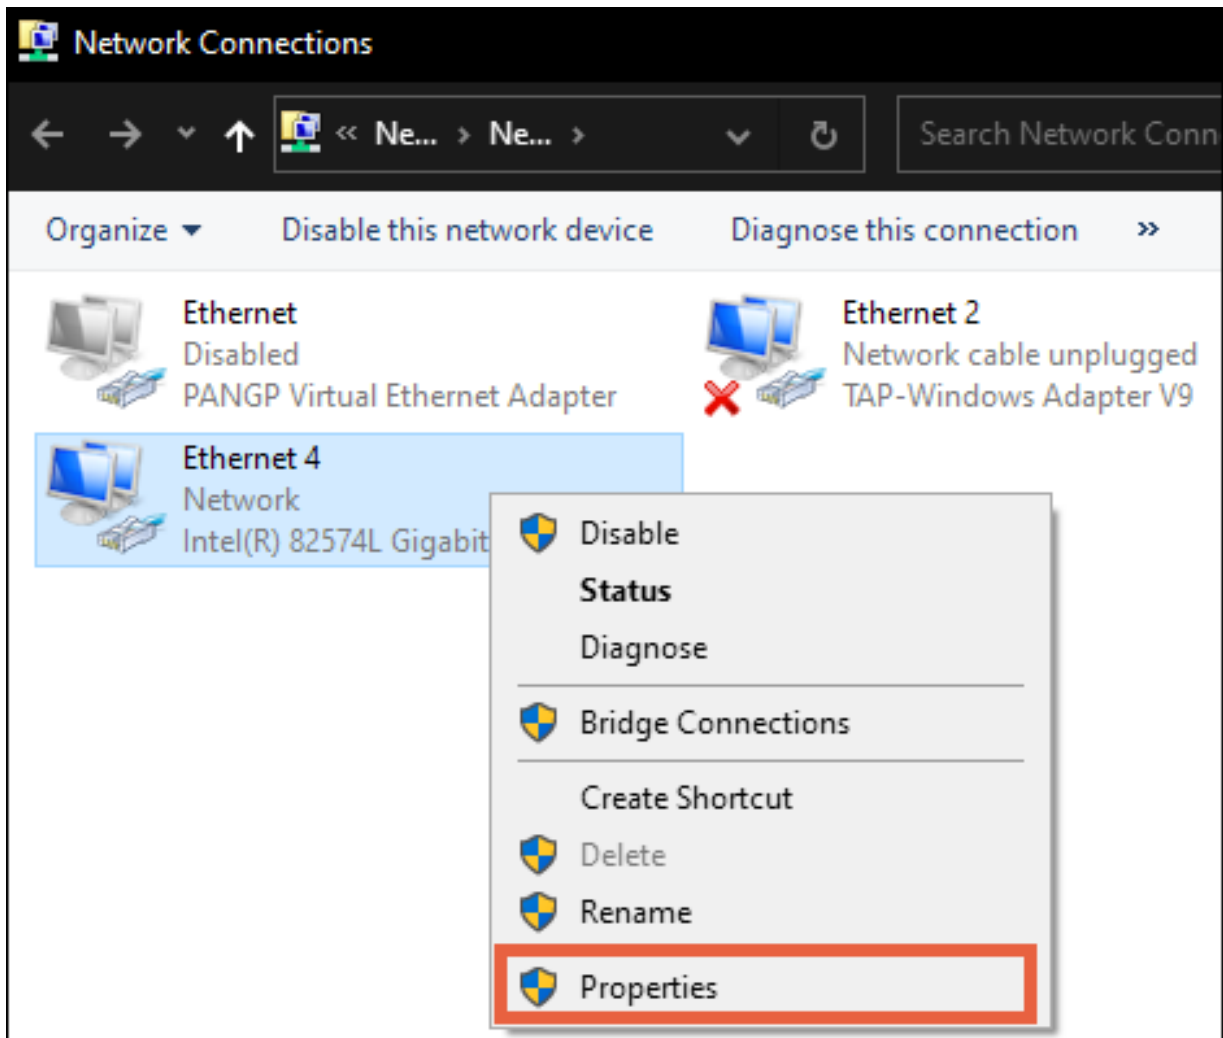 Network Connections
« Ne... > Ne... >
Search Network Conn
Organize
Disable this network device
Diagnose this connection
»
Ethernet
Disabled
PANGP Virtual Ethernet Adapter
Ethernet 2
Network cable unplugged
TAP-Windows Adapter V9
Ethernet 4
Network
Intel(R) 82574L Gigabit
Disable
Status
Diagnose
Bridge Connections
Create Shortcut
Delete
Rename
Properties